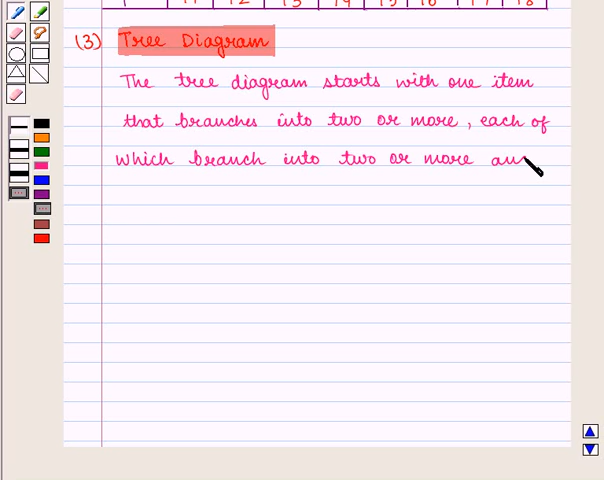 (3) Tree Diagram
The tree diagram starts with one item
that branches into two or more, each of
which branch into two or more